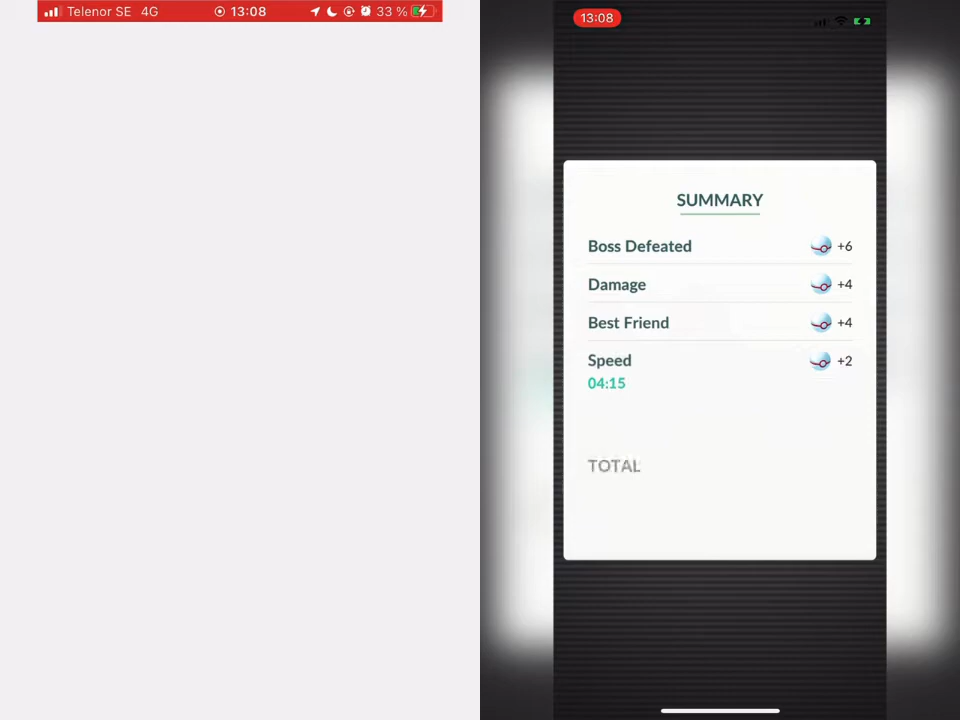 Telenor SE 4G 13:08 33 %
13:08
SUMMARY
Boss Defeated +6
Damage +4
Best Friend +4
Speed +2
04:15
TOTAL